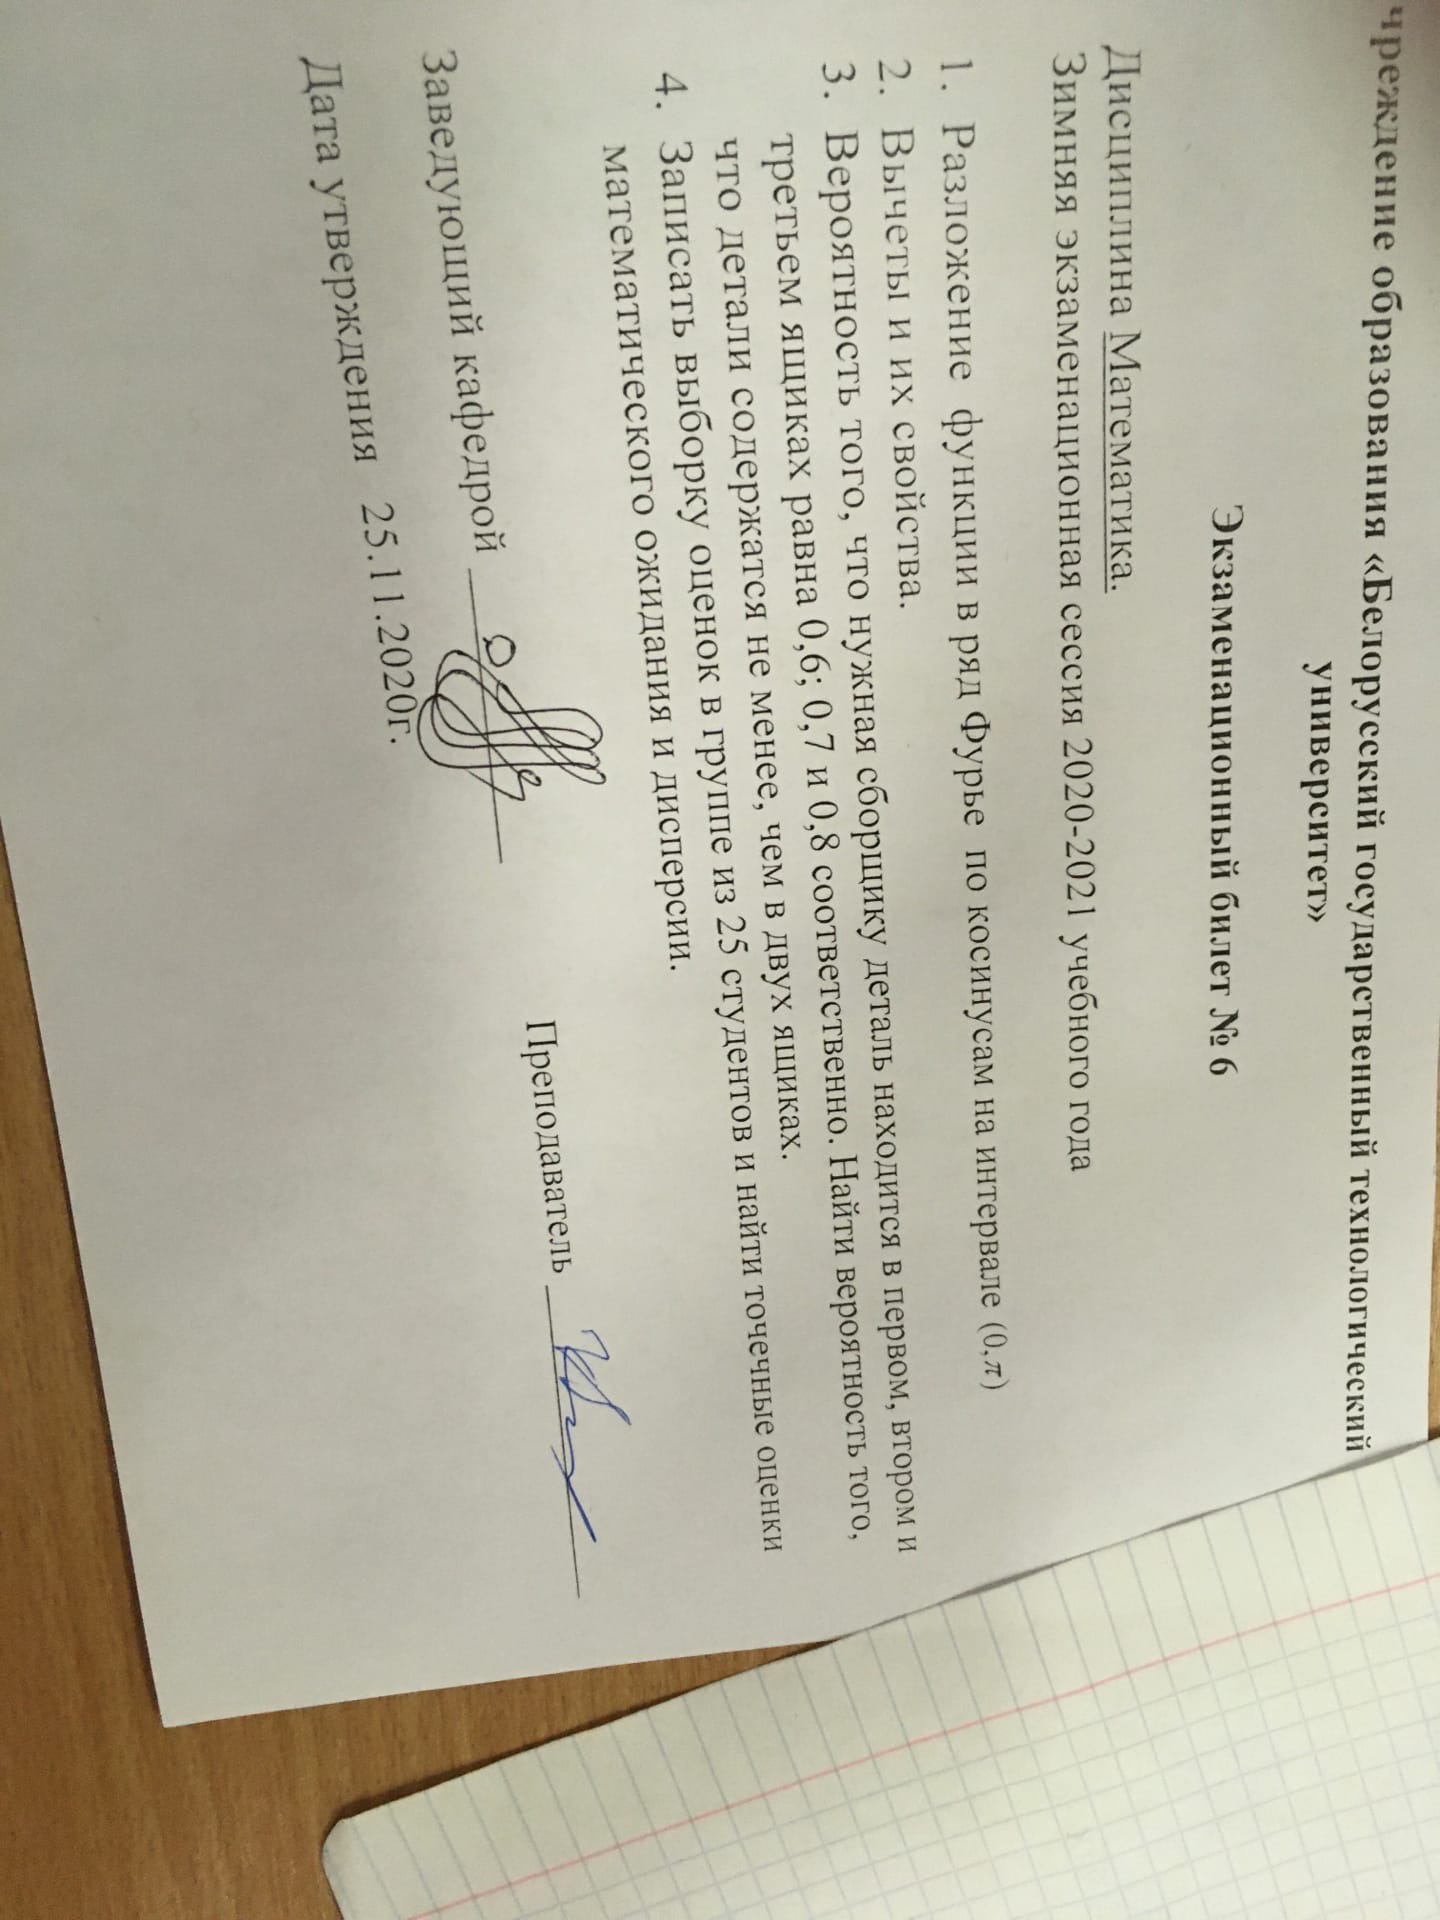 чреждение образования «Белорусский государственный технологический
университет»
Экзаменационный билет № 6
Дисциплина Математика.
Зимняя экзаменационная сессия 2020-2021 учебного года
1. Разложение функции в ряд Фурье по косинусам на интервале (0,π)
2. Вычеты и их свойства.
3. Вероятность того, что нужная сборщику деталь находится в первом, втором и
третьем ящиках равна 0,6; 0,7 и 0,8 соответственно. Найти вероятность того,
что детали содержатся не менее, чем в двух ящиках.
4. Записать выборку оценок в группе из 25 студентов и найти точечные оценки
математического ожидания и дисперсии.
Заведующий кафедрой
Преподаватель
Дата утверждения 25.11.2020г.